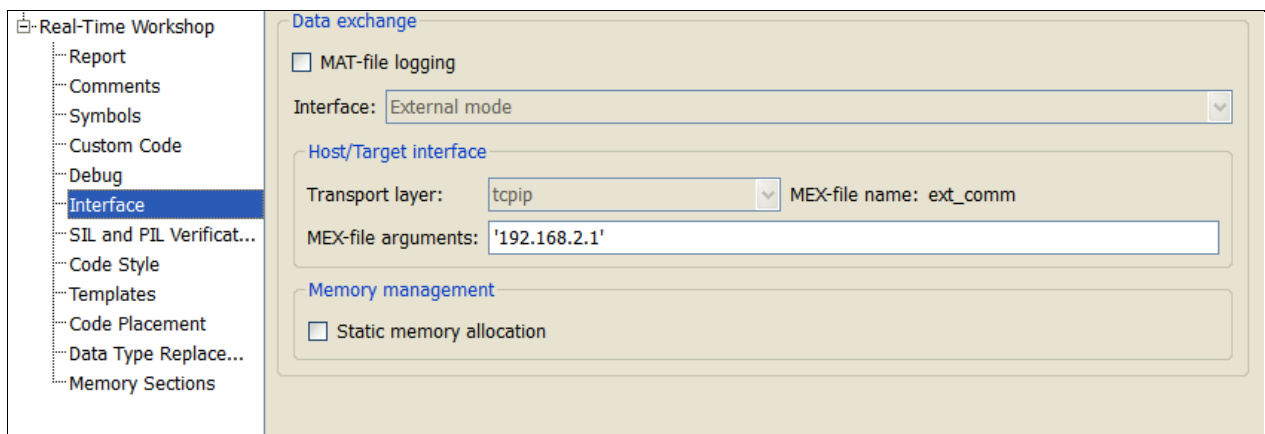 Real-Time Workshop
Report
Comments
Symbols
Custom Code
Debug
Interface
SIL and PIL Verificat...
Code Style
Templates
Code Placement
Data Type Replace...
Memory Sections
Data exchange
MAT-file logging
Interface: External mode
Host/Target interface
Transport layer: tcpip MEX-file name: ext_comm
MEX-file arguments: '192.168.2.1'
Memory management
Static memory allocation